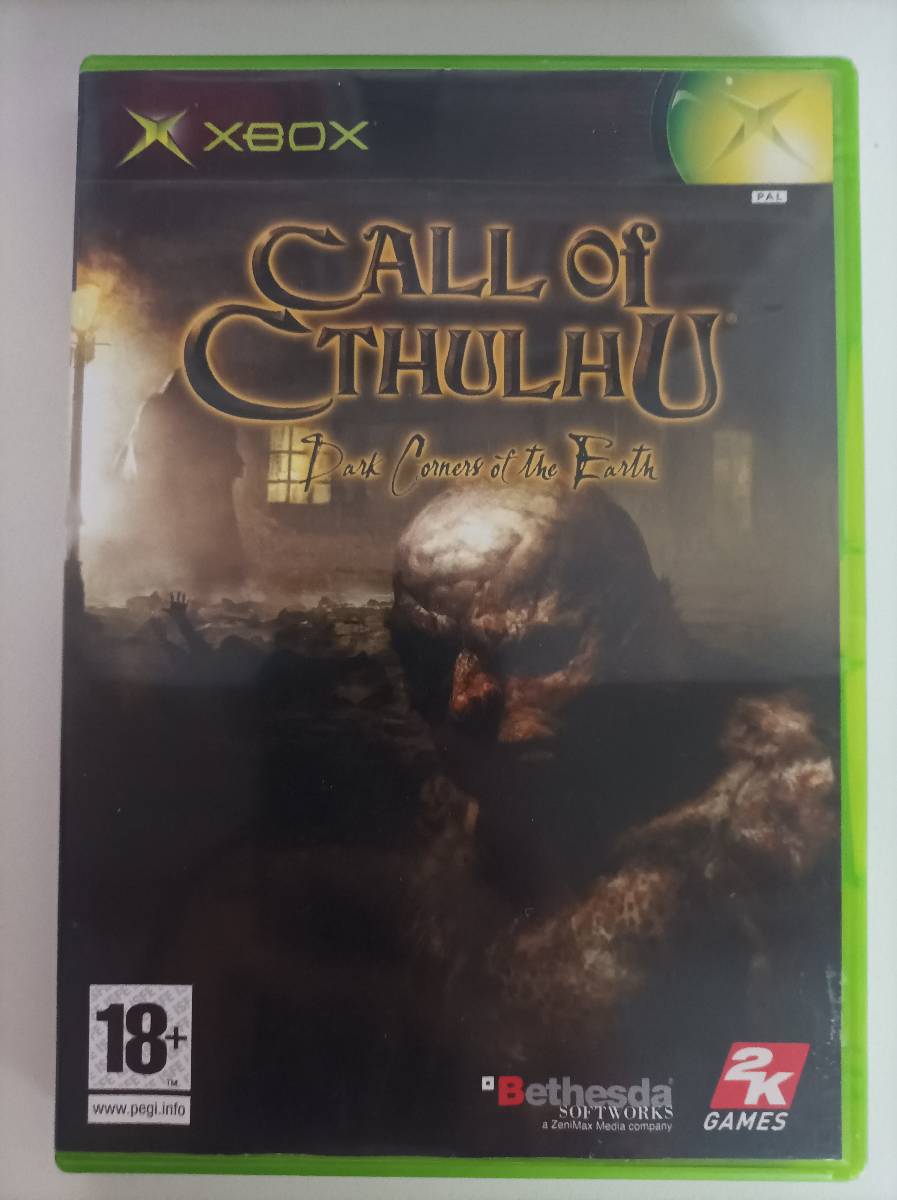 XBOX
PAL
CALL Of
CTHULHU®
Dark Corners of the Earth
18+
TM
www.pegi.info
Bethesda®
SOFTWORKS
a ZeniMax Media company
2K
GAMES